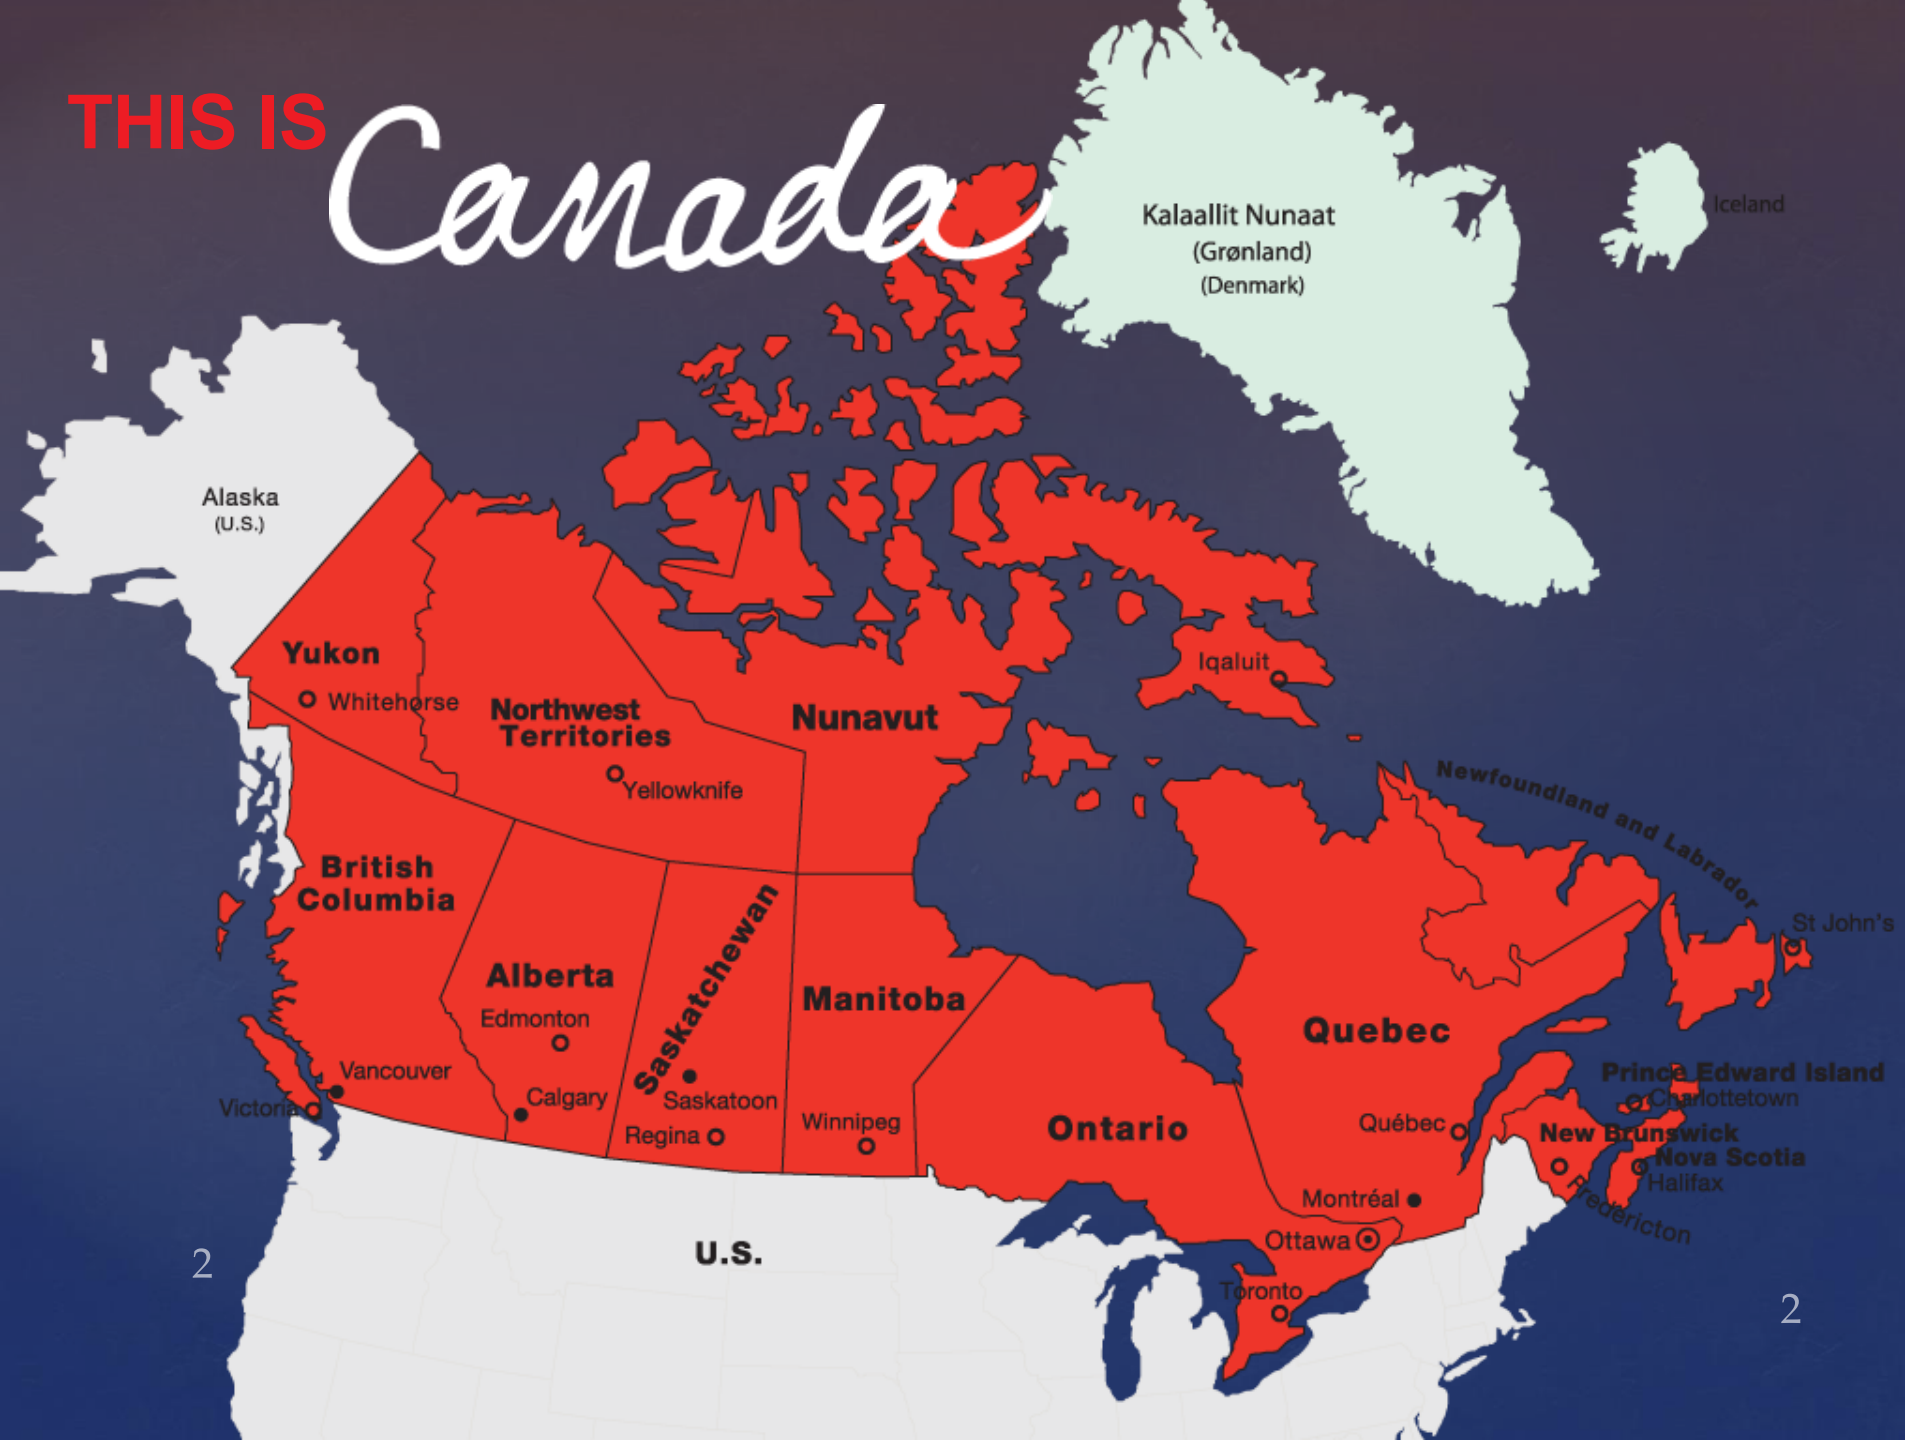 THIS IS
Canada
Kalaallit Nunaat
(Grønland)
(Denmark)
Iceland
Alaska
(U.S.)
Yukon
Whitehorse
Northwest
Territories
Yellowknife
Nunavut
Iqaluit
Newfoundland and Labrador
St John's
British
Columbia
Alberta
Edmonton
Calgary
Saskatchewan
Saskatoon
Regina
Manitoba
Winnipeg
Vancouver
Victoria
Ontario
Quebec
Québec
Montréal
Ottawa
Toronto
Prince Edward Island
Charlottetown
New Brunswick
Nova Scotia
Halifax
Fredericton
U.S.
2
2